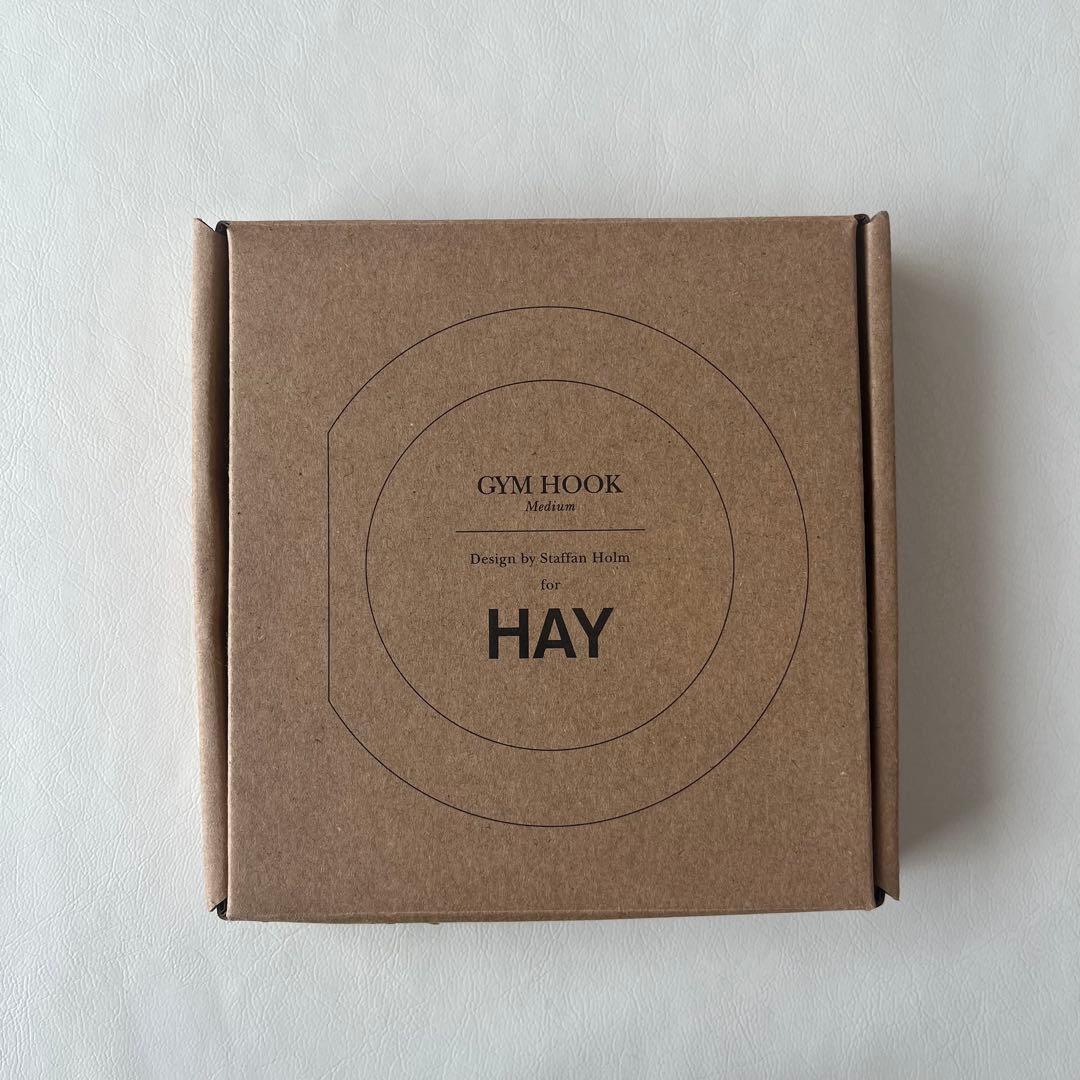 GYM HOOK
Medium
Design by Staffan Holm
for
HAY